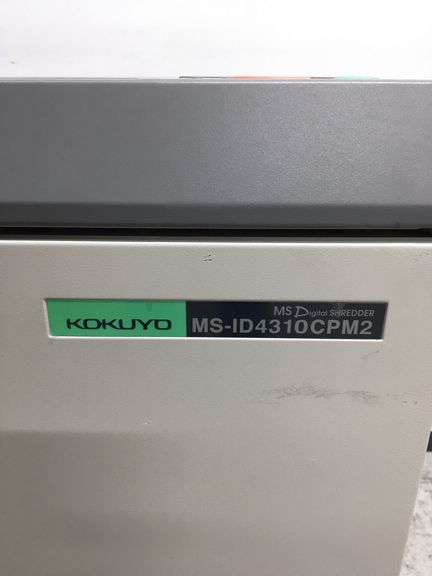 KOKUYO
MS Digital SHREDDER
MS-ID4310CPM2